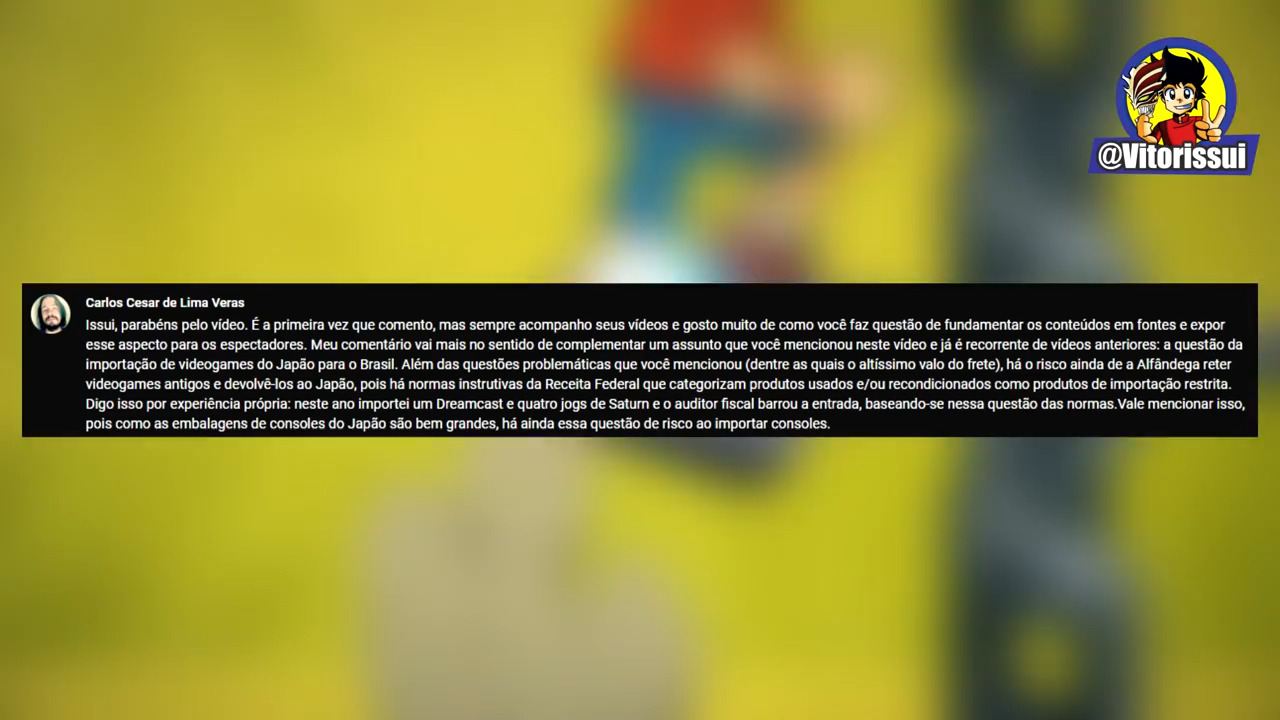 @Vitorissui
Carlos Cesar de Lima Veras
Issui, parabéns pelo vídeo. É a primeira vez que comento, mas sempre acompanho seus vídeos e gosto muito de como você faz questão de fundamentar os conteúdos em fontes e expor
esse aspecto para os espectadores. Meu comentário vai mais no sentido de complementar um assunto que você mencionou neste vídeo e já é recorrente de vídeos anteriores: a questão da
importação de videogames do Japão para o Brasil. Além das questões problemáticas que você mencionou (dentre as quais o altíssimo valo do frete), há o risco ainda de a Alfândega reter
videogames antigos e devolvê-los ao Japão, pois há normas instrutivas da Receita Federal que categorizam produtos usados e/ou recondicionados como produtos de importação restrita.
Digo isso por experiência própria: neste ano importei um Dreamcast e quatro jogs de Saturn e o auditor fiscal barrou a entrada, baseando-se nessa questão das normas.Vale mencionar isso,
pois como as embalagens de consoles do Japão são bem grandes, há ainda essa questão de risco ao importar consoles.